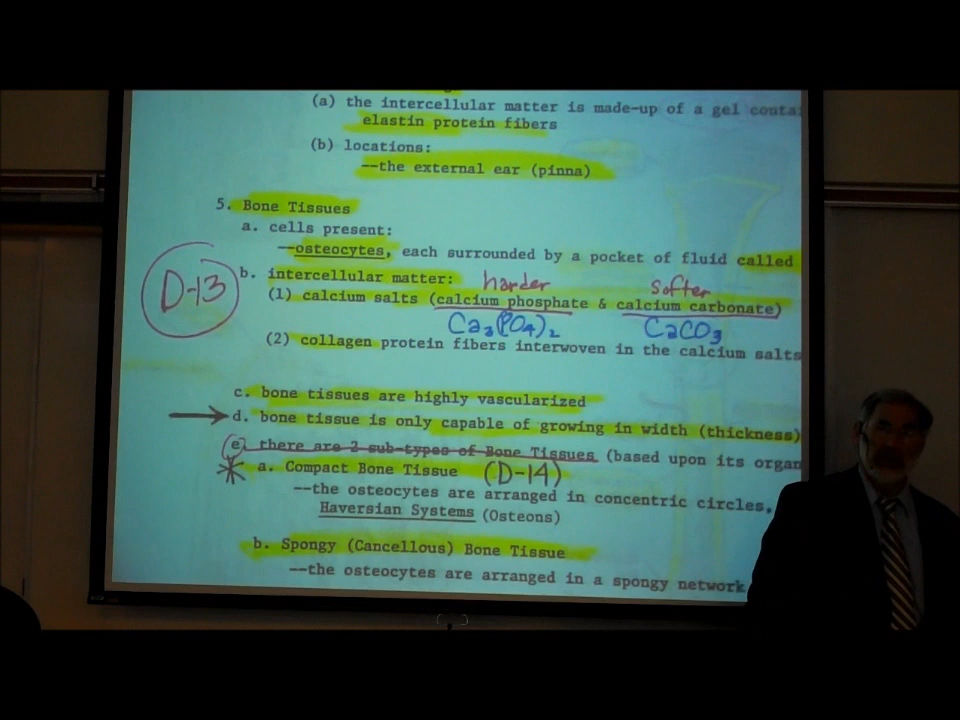 (a) the intercellular matter is made-up of a gel
elastin protein fibers
(b) locations:
--the external ear (pinna)
5. Bone Tissues
a. cells present:
--osteocytes, each surrounded by a pocket of fluid called
D-13
b. intercellular matter: harder softer
(1) calcium salts (calcium phosphate & calcium carbonate)
Ca3(PO4)2 CaCO3
(2) collagen protein fibers interwoven in the calcium salts
c. bone tissues are highly vascularized
→ d. bone tissue is only capable of growing in width (thickness)
e. there are 2 sub-types of Bone Tissues (based upon its
* a. Compact Bone Tissue (D-14)
--the osteocytes are arranged in concentric circles,
Haversian Systems (Osteons)
b. Spongy (Cancellous) Bone Tissue
--the osteocytes are arranged in a spongy network